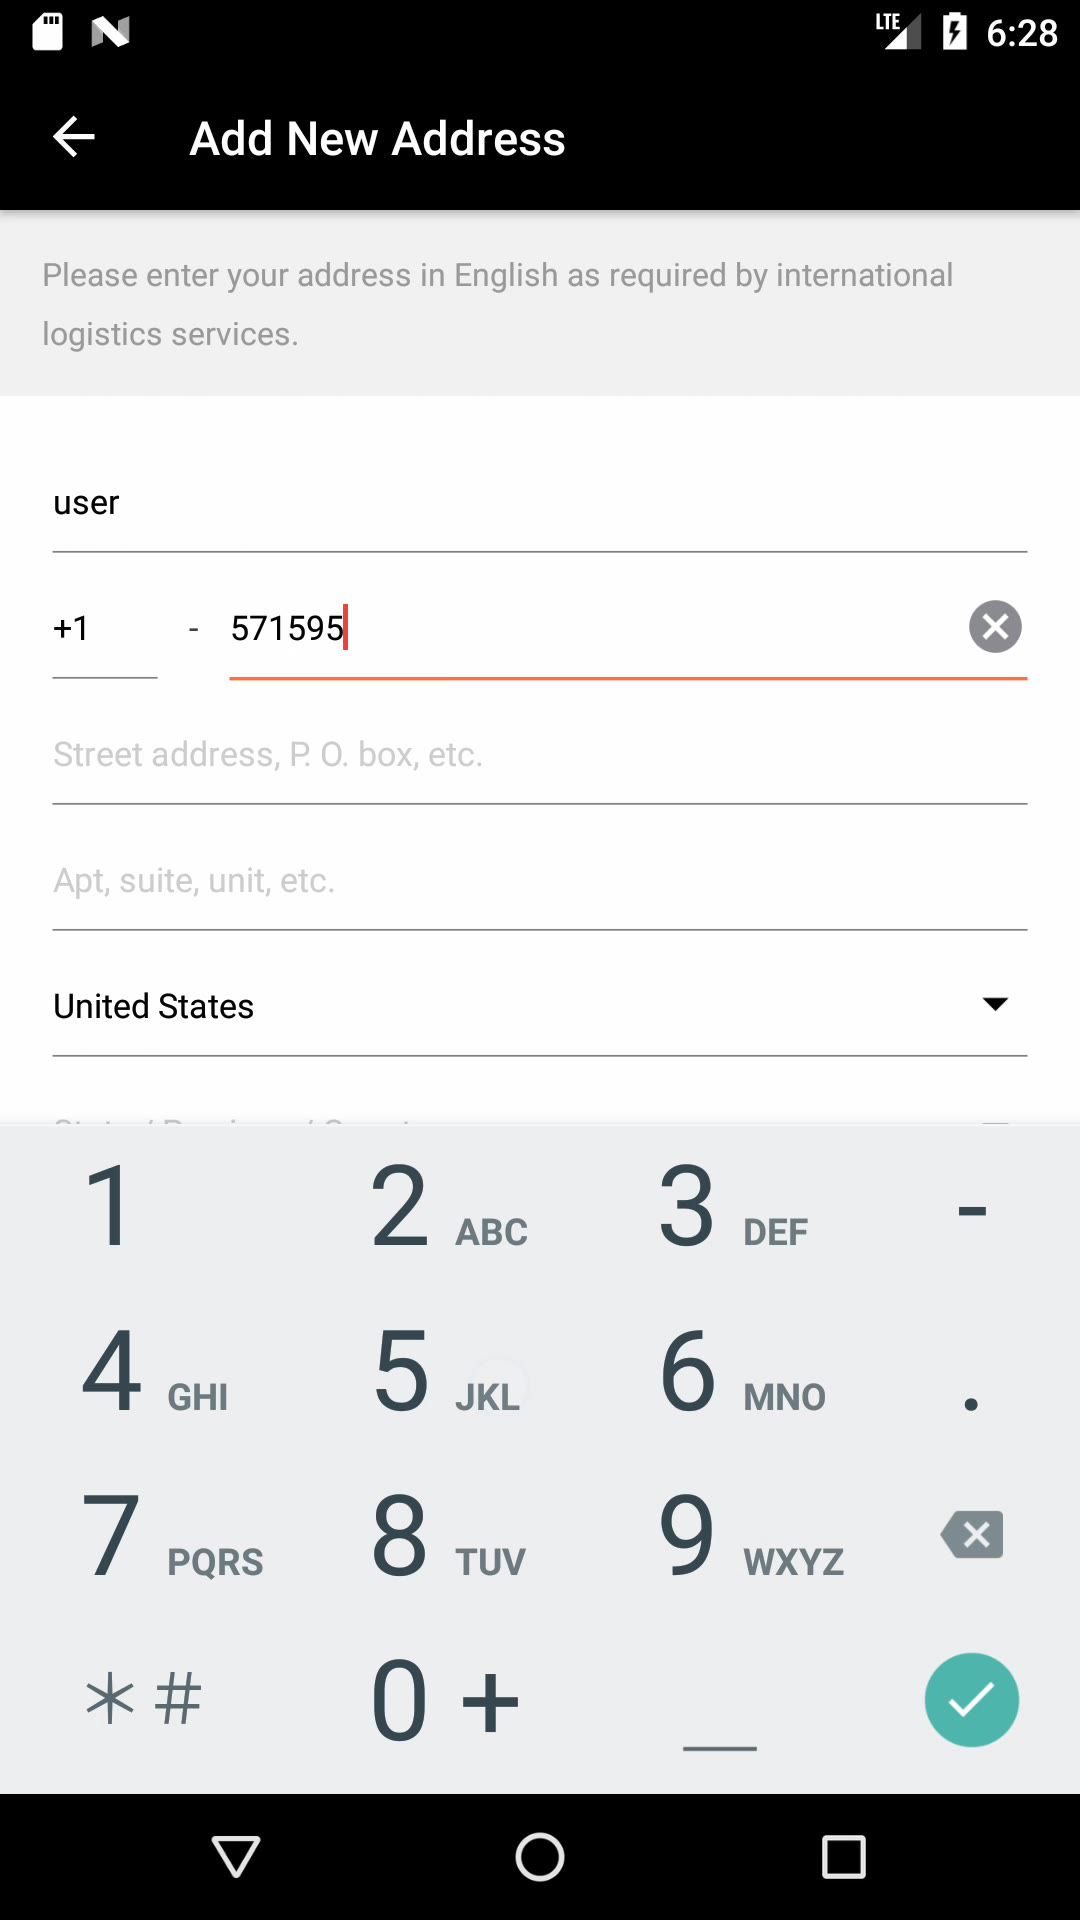 LTE 6:28
Add New Address
Please enter your address in English as required by international
logistics services.
user
+1 - 571595
Street address, P. O. box, etc.
Apt, suite, unit, etc.
United States
1 2 ABC 3 DEF -
4 GHI 5 JKL 6 MNO .
7 PQRS 8 TUV 9 WXYZ
*# 0 +